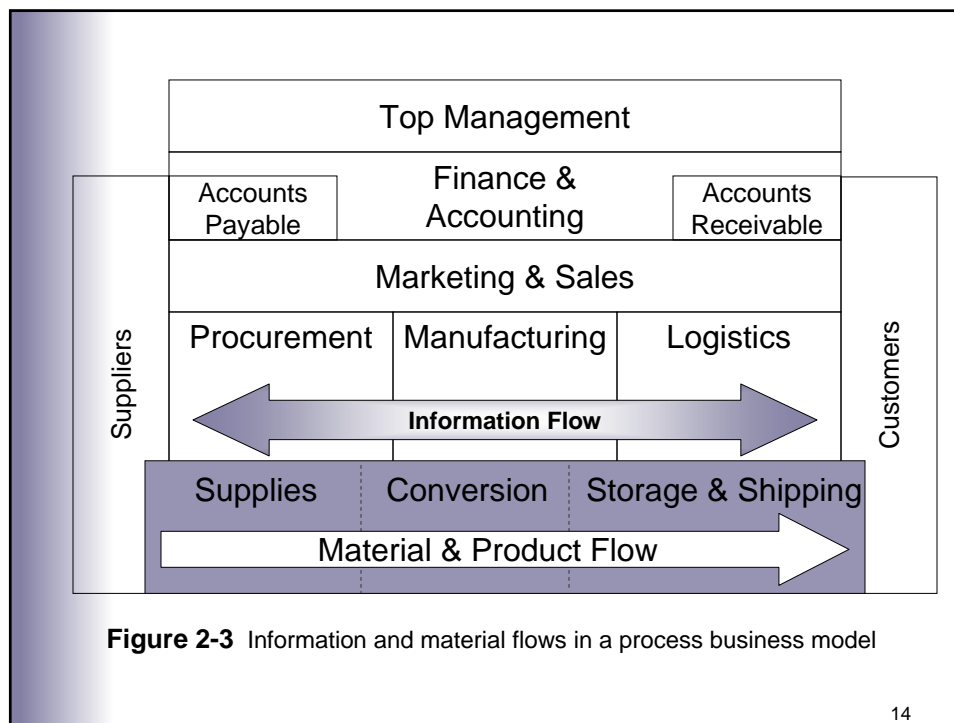 Top Management
Accounts
Payable
Finance &
Accounting
Accounts
Receivable
Marketing & Sales
Suppliers
Procurement
Manufacturing
Logistics
Customers
Information Flow
Supplies
Conversion
Storage & Shipping
Material & Product Flow
Figure 2-3 Information and material flows in a process business model
14